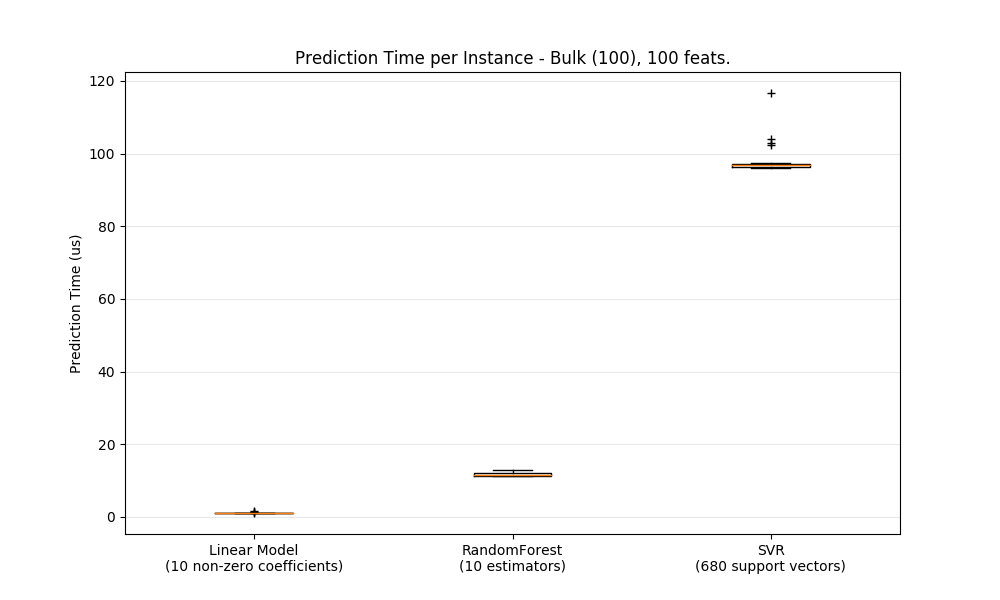 Prediction Time per Instance - Bulk (100), 100 feats.
120
100
80
60
40
20
0
Prediction Time (us)
Linear Model
(10 non-zero coefficients)
RandomForest
(10 estimators)
SVR
(680 support vectors)